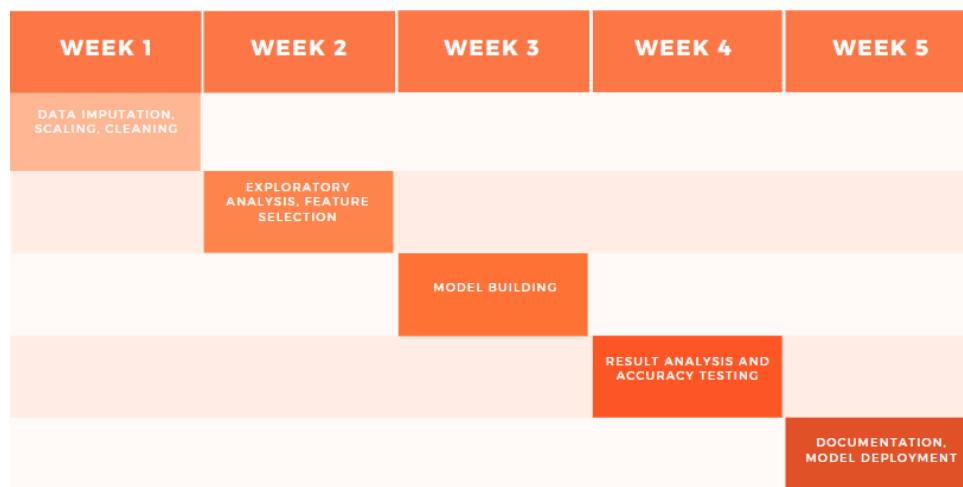 WEEK 1
WEEK 2
WEEK 3
WEEK 4
WEEK 5
DATA IMPUTATION,
SCALING, CLEANING
EXPLORATORY
ANALYSIS, FEATURE
SELECTION
MODEL BUILDING
RESULT ANALYSIS AND
ACCURACY TESTING
DOCUMENTATION,
MODEL DEPLOYMENT